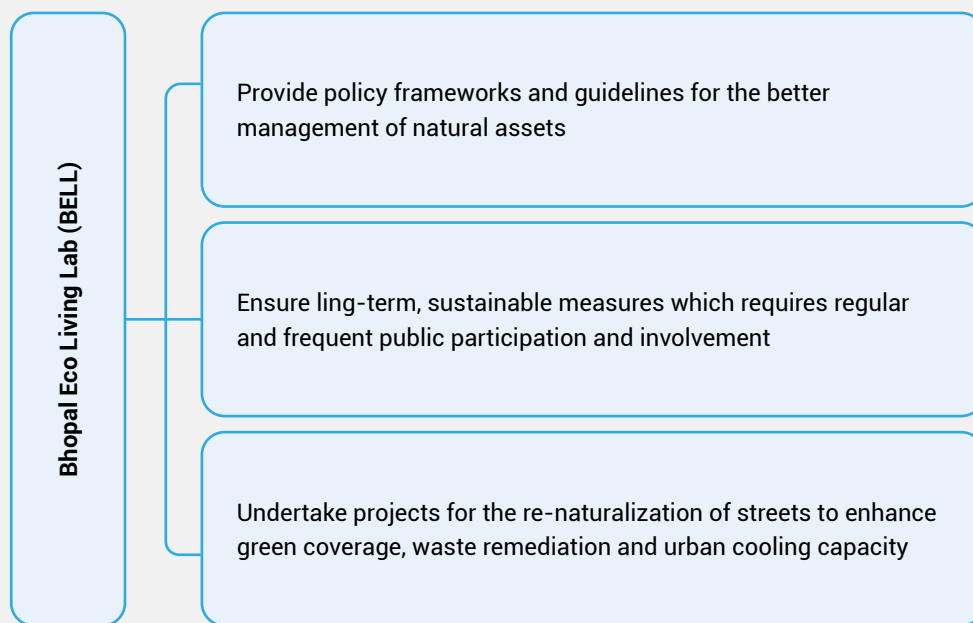 Bhopal Eco Living Lab (BELL)
Provide policy frameworks and guidelines for the better
management of natural assets
Ensure ling-term, sustainable measures which requires regular
and frequent public participation and involvement
Undertake projects for the re-naturalization of streets to enhance
green coverage, waste remediation and urban cooling capacity